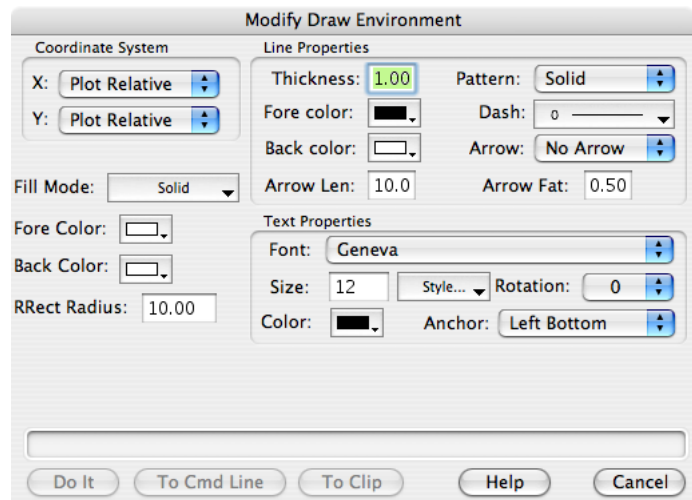 Modify Draw Environment
Coordinate System
X: Plot Relative
Y: Plot Relative
Fill Mode: Solid
Fore Color:
Back Color:
RRect Radius: 10.00
Line Properties
Thickness: 1.00 Pattern: Solid
Fore color: Dash: 0
Back color: Arrow: No Arrow
Arrow Len: 10.0 Arrow Fat: 0.50
Text Properties
Font: Geneva
Size: 12 Style... Rotation: 0
Color: Anchor: Left Bottom
Do It To Cmd Line To Clip Help Cancel